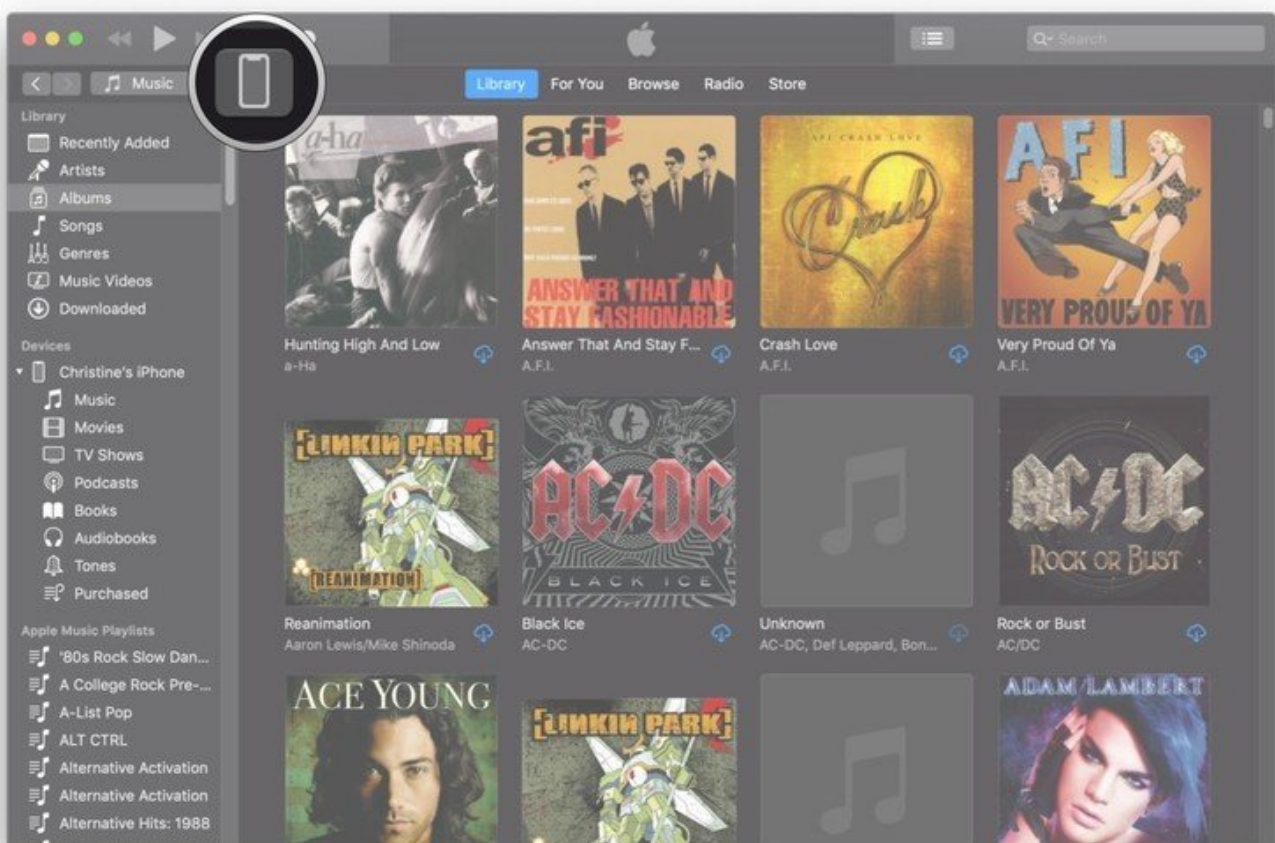 Search
Music
Library
For You
Browse
Radio
Store
Library
Recently Added
Artists
Albums
Songs
Genres
Music Videos
Downloaded
Devices
Christine's iPhone
Music
Movies
TV Shows
Podcasts
Books
Audiobooks
Tones
Purchased
Apple Music Playlists
'80s Rock Slow Dan...
A College Rock Pre-...
A-List Pop
ALT CTRL
Alternative Activation
Alternative Activation
Alternative Hits: 1988
a-ha
afi
ANSWER THAT AND
STAY FASHIONABLE
AFI CRASH LOVE
Crash
AFI
VERY PROUD OF YA
Hunting High And Low
a-Ha
Answer That And Stay F...
A.F.I.
Crash Love
A.F.I.
Very Proud Of Ya
A.F.I.
[LINKIN PARK]
[REANIMATION]
AC DC
BLACK ICE
AC DC
ROCK OR BUST
Reanimation
Aaron Lewis/Mike Shinoda
Black Ice
AC-DC
Unknown
AC-DC, Def Leppard, Bon...
Rock or Bust
AC/DC
ACE YOUNG
[LINKIN PARK]
ADAM LAMBERT